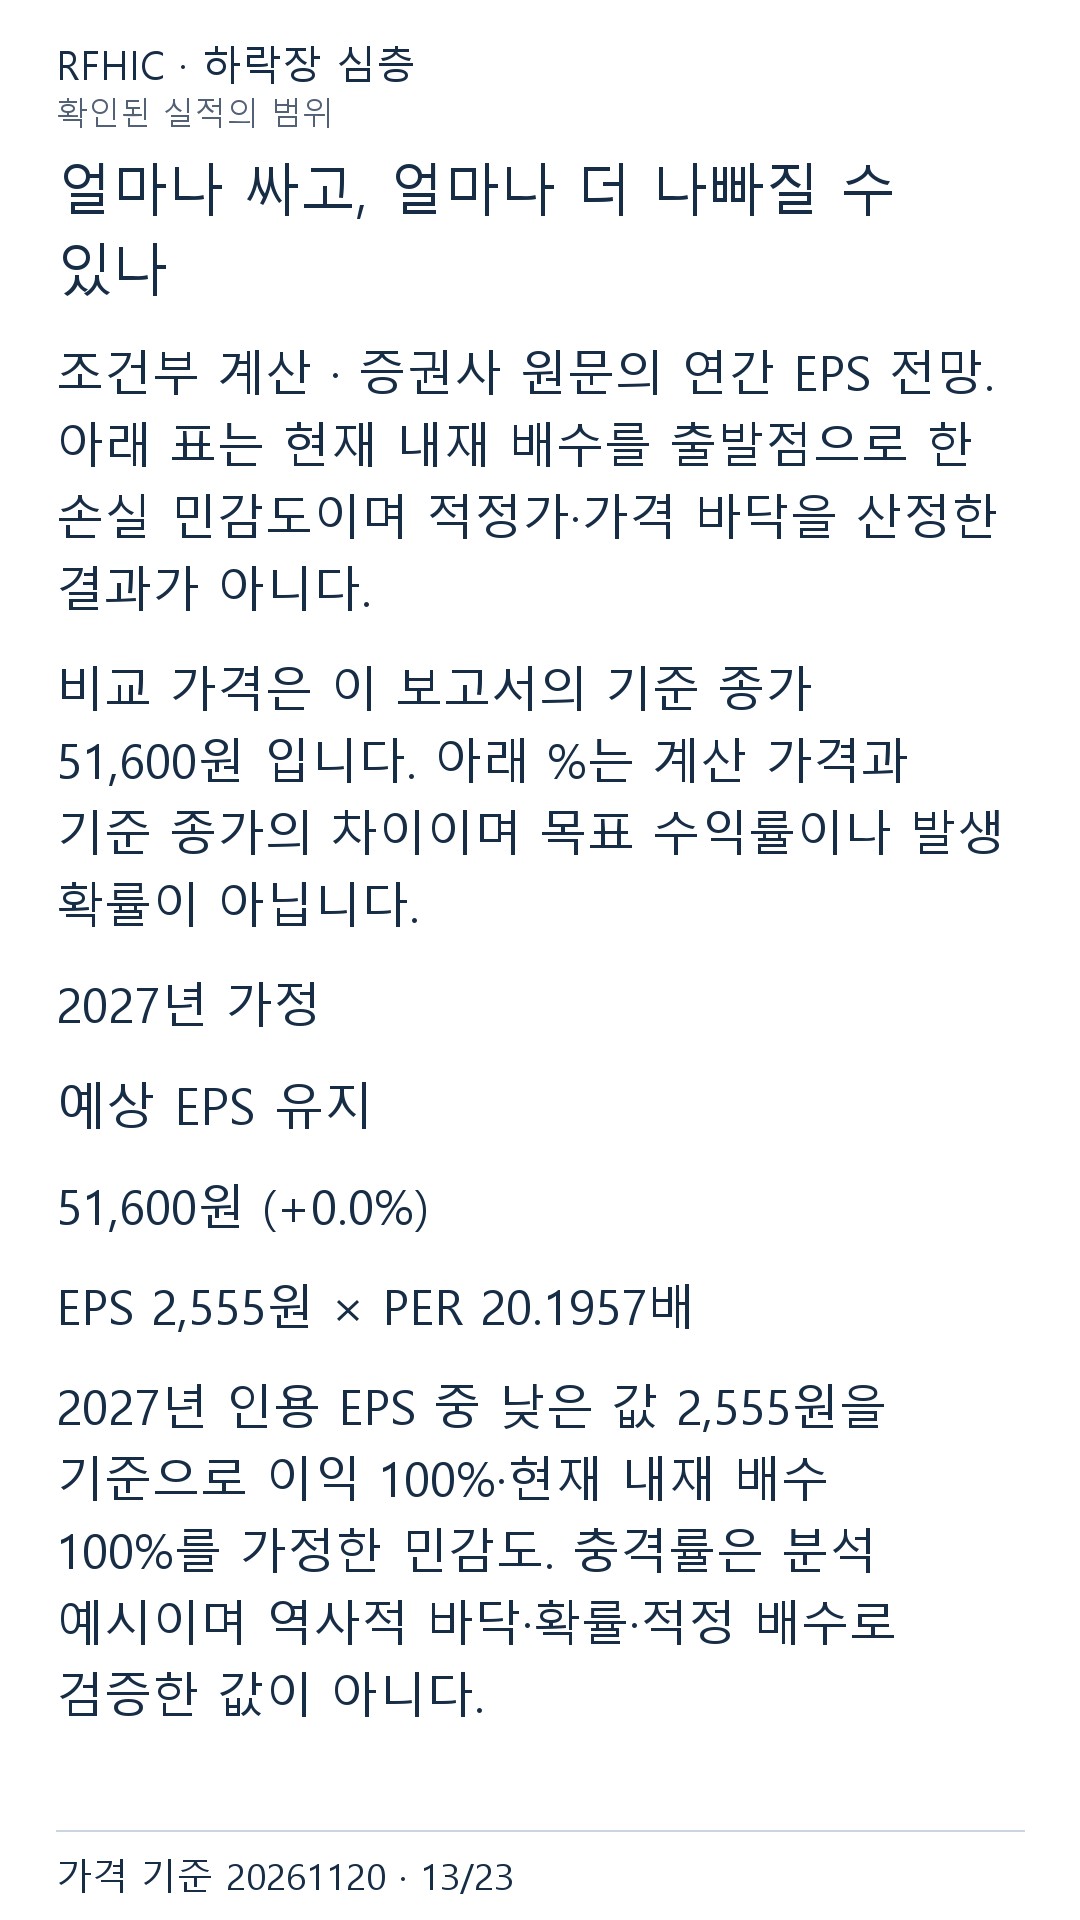 RFHIC · 하락장 심층
확인된 실적의 범위
얼마나 싸고, 얼마나 더 나빠질 수
있나
조건부 계산 · 증권사 원문의 연간 EPS 전망.
아래 표는 현재 내재 배수를 출발점으로 한
손실 민감도이며 적정가·가격 바닥을 산정한
결과가 아니다.
비교 가격은 이 보고서의 기준 종가
51,600원 입니다. 아래 %는 계산 가격과
기준 종가의 차이이며 목표 수익률이나 발생
확률이 아닙니다.
2027년 가정
예상 EPS 유지
51,600원 (+0.0%)
EPS 2,555원 × PER 20.1957배
2027년 인용 EPS 중 낮은 값 2,555원을
기준으로 이익 100%·현재 내재 배수
100%를 가정한 민감도. 충격률은 분석
예시이며 역사적 바닥·확률·적정 배수로
검증한 값이 아니다.
가격 기준 20261120 · 13/23